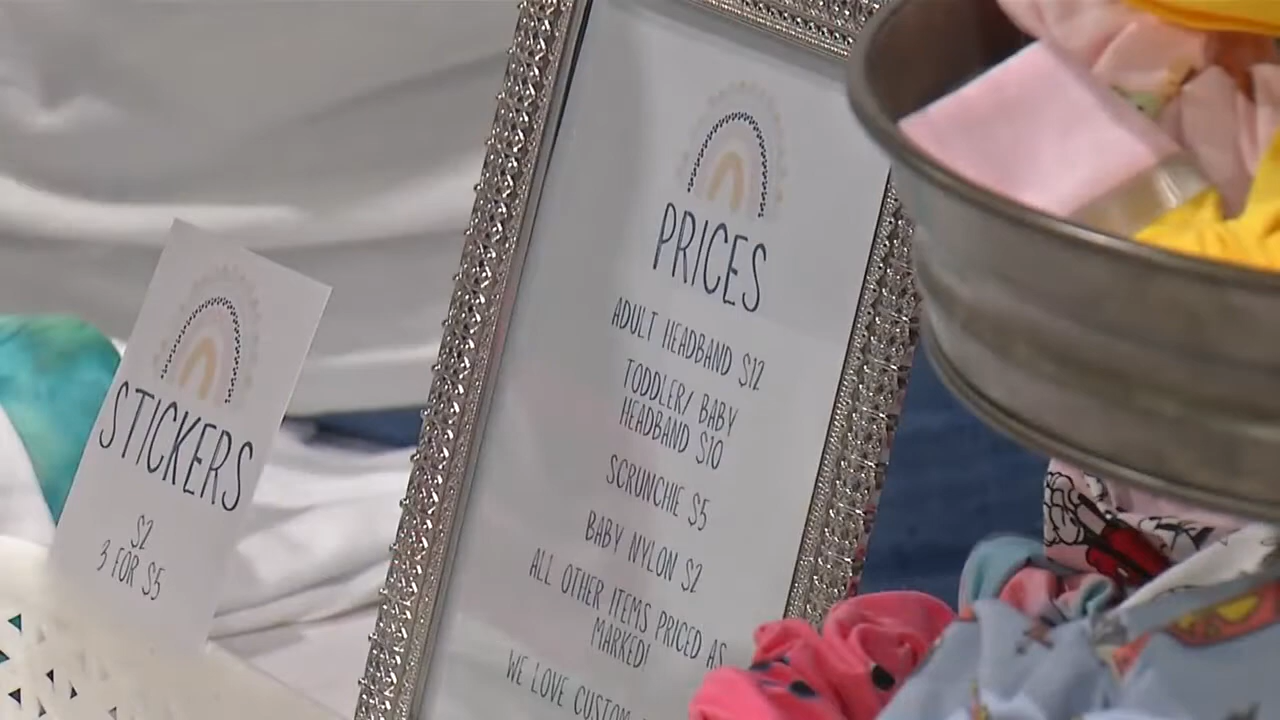 STICKERS
$2
3 FOR $5
PRICES
ADULT HEADBAND $12
TODDLER/ BABY
HEADBAND $10
SCRUNCHIE $5
BABY NYLON $2
ALL OTHER ITEMS PRICED AS
MARKED!
WE LOVE CUSTOM